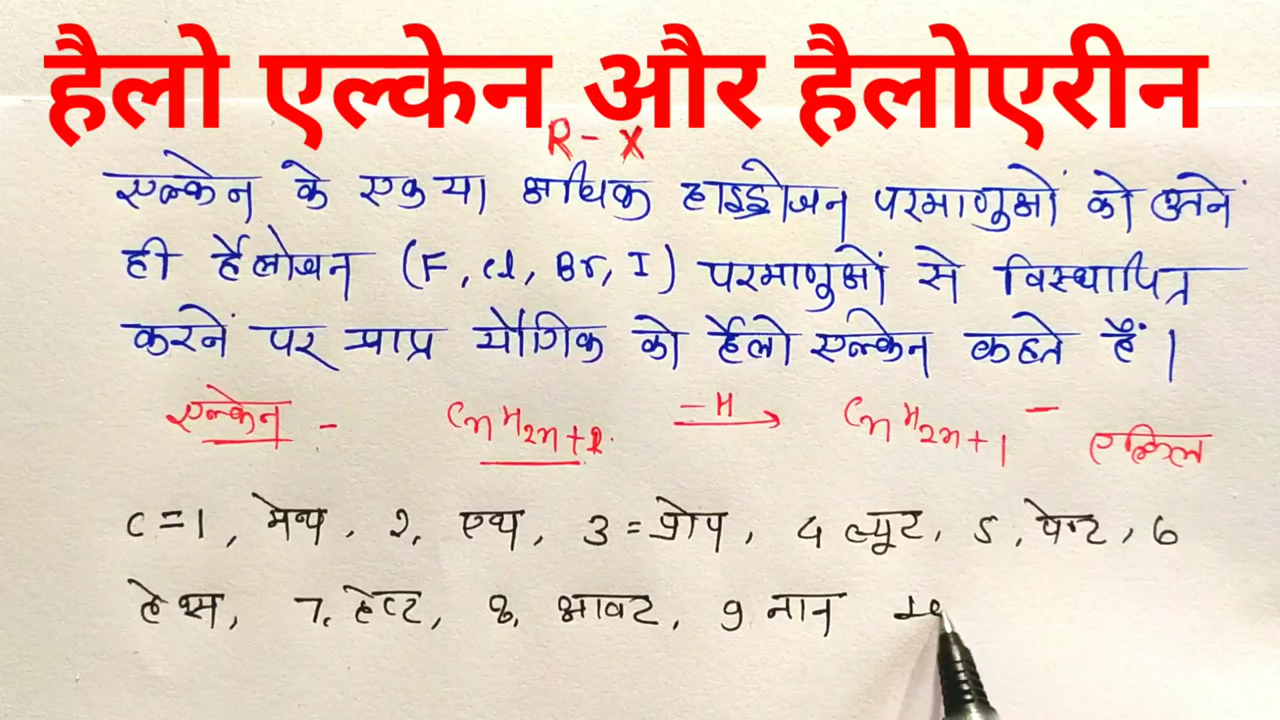 हैलो एल्केन और हैलोएरीन
R - X
एल्केन के एक या अधिक हाइड्रोजन परमाणुओं को उतनें
ही हैलोजन (F, Cl, Br, I) परमाणुओं से विस्थापित
करनें पर प्राप्त यौगिक को हैलो एल्केन कहते हैं।
एल्केन - CnH2n+2. -H → CnH2n+1 - एल्किल
C=1, मेथ, 2, एथ, 3=प्रोप, 4 ब्यूट, 5, पेन्ट, 6
हेक्स, 7, हेप्ट, 8, आक्ट, 9 नान 10